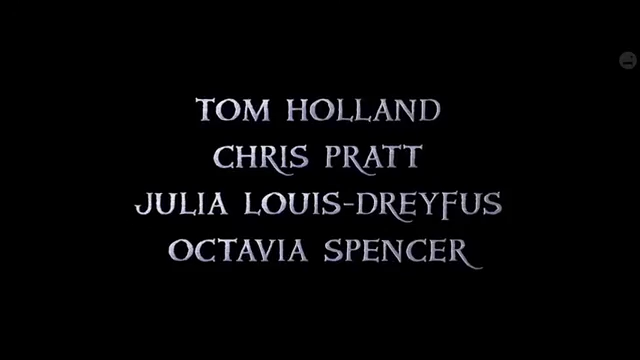 TOM HOLLAND
CHRIS PRATT
JULIA LOUIS-DREYFUS
OCTAVIA SPENCER